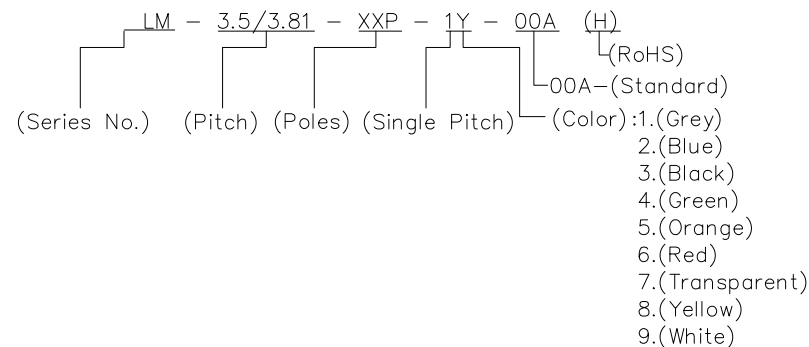 LM - 3.5/3.81 - XXP - 1Y - 00A (H)
(RoHS)
00A-(Standard)
(Series No.) (Pitch) (Poles) (Single Pitch) (Color):1.(Grey)
2.(Blue)
3.(Black)
4.(Green)
5.(Orange)
6.(Red)
7.(Transparent)
8.(Yellow)
9.(White)